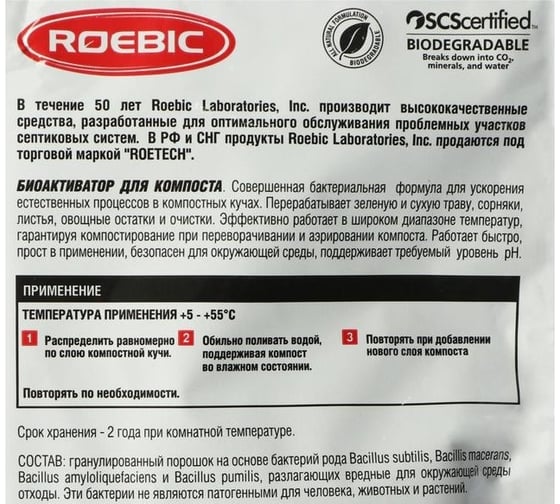 ROEBIC
ALL NATURAL FORMULATION
BIODEGRADABLE
SCScertified™
BIODEGRADABLE
Breaks down into CO₂,
minerals, and water
В течение 50 лет Roebic Laboratories, Inc. производит высококачественные
средства, разработанные для оптимального обслуживания проблемных участков
септиковых систем. В РФ и СНГ продукты Roebic Laboratories, Inc. продаются под
торговой маркой "ROETECH".
БИОАКТИВАТОР ДЛЯ КОМПОСТА. Совершенная бактериальная формула для ускорения
естественных процессов в компостных кучах. Перерабатывает зеленую и сухую траву, сорняки,
листья, овощные остатки и очистки. Эффективно работает в широком диапазоне температур,
гарантируя компостирование при переворачивании и аэрировании компоста. Работает быстро,
прост в применении, безопасен для окружающей среды, поддерживает требуемый уровень pH.
ПРИМЕНЕНИЕ
ТЕМПЕРАТУРА ПРИМЕНЕНИЯ +5 - +55°C
1 Распределить равномерно
по слою компостной кучи.
2 Обильно поливать водой,
поддерживая компост
во влажном состоянии.
3 Повторять при добавлении
нового слоя компоста
Повторять по необходимости.
Срок хранения - 2 года при комнатной температуре.
СОСТАВ: гранулированный порошок на основе бактерий рода Bacillus subtilis, Bacillis macerans,
Bacillus amyloliquefaciens и Bacillus pumilis, разлагающих вредные для окружающей среды
отходы. Эти бактерии не являются патогенными для человека, животных и растений.